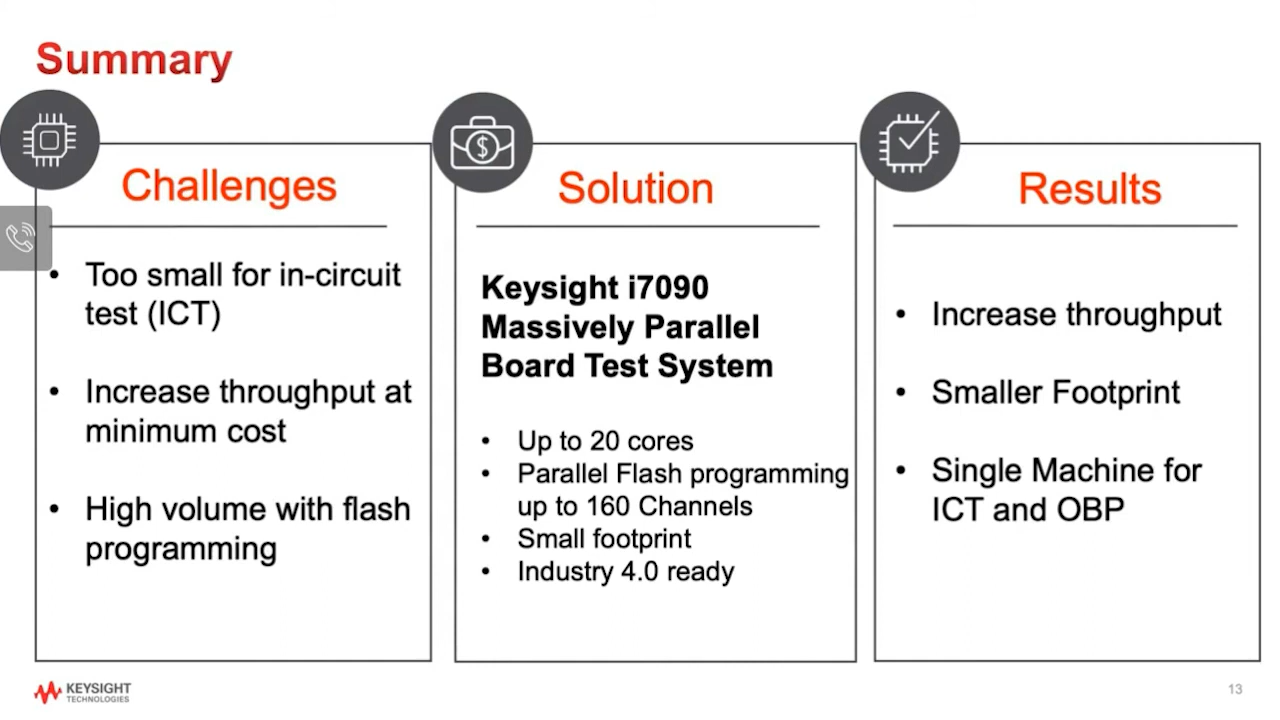 Summary
Challenges
• Too small for in-circuit
test (ICT)
• Increase throughput at
minimum cost
• High volume with flash
programming
$
Solution
Keysight i7090
Massively Parallel
Board Test System
• Up to 20 cores
• Parallel Flash programming
up to 160 Channels
• Small footprint
• Industry 4.0 ready
Results
• Increase throughput
• Smaller Footprint
• Single Machine for
ICT and OBP
KEYSIGHT
TECHNOLOGIES
13